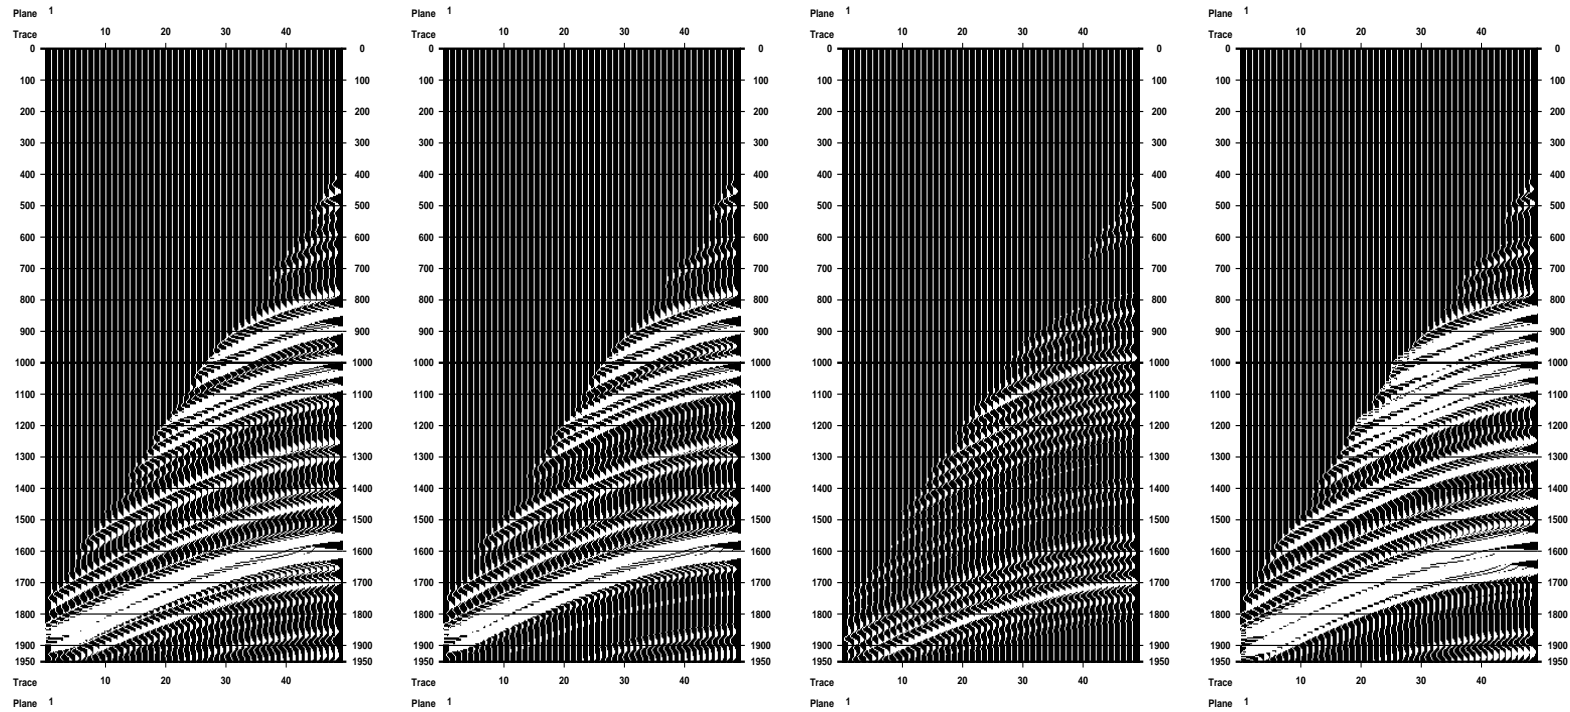 Plane 1 Plane 1 Plane 1 Plane 1
Trace 10 20 30 40 Trace 10 20 30 40 Trace 10 20 30 40 Trace 10 20 30 40
0 0 0 0 0 0 0 0
100 100 100 100 100 100 100 100
200 200 200 200 200 200 200 200
300 300 300 300 300 300 300 300
400 400 400 400 400 400 400 400
500 500 500 500 500 500 500 500
600 600 600 600 600 600 600 600
700 700 700 700 700 700 700 700
800 800 800 800 800 800 800 800
900 900 900 900 900 900 900 900
1000 1000 1000 1000 1000 1000 1000 1000
1100 1100 1100 1100 1100 1100 1100 1100
1200 1200 1200 1200 1200 1200 1200 1200
1300 1300 1300 1300 1300 1300 1300 1300
1400 1400 1400 1400 1400 1400 1400 1400
1500 1500 1500 1500 1500 1500 1500 1500
1600 1600 1600 1600 1600 1600 1600 1600
1700 1700 1700 1700 1700 1700 1700 1700
1800 1800 1800 1800 1800 1800 1800 1800
1900 1900 1900 1900 1900 1900 1900 1900
1950 1950 1950 1950 1950 1950 1950 1950
Trace 10 20 30 40 Trace 10 20 30 40 Trace 10 20 30 40 Trace 10 20 30 40
Plane 1 Plane 1 Plane 1 Plane 1